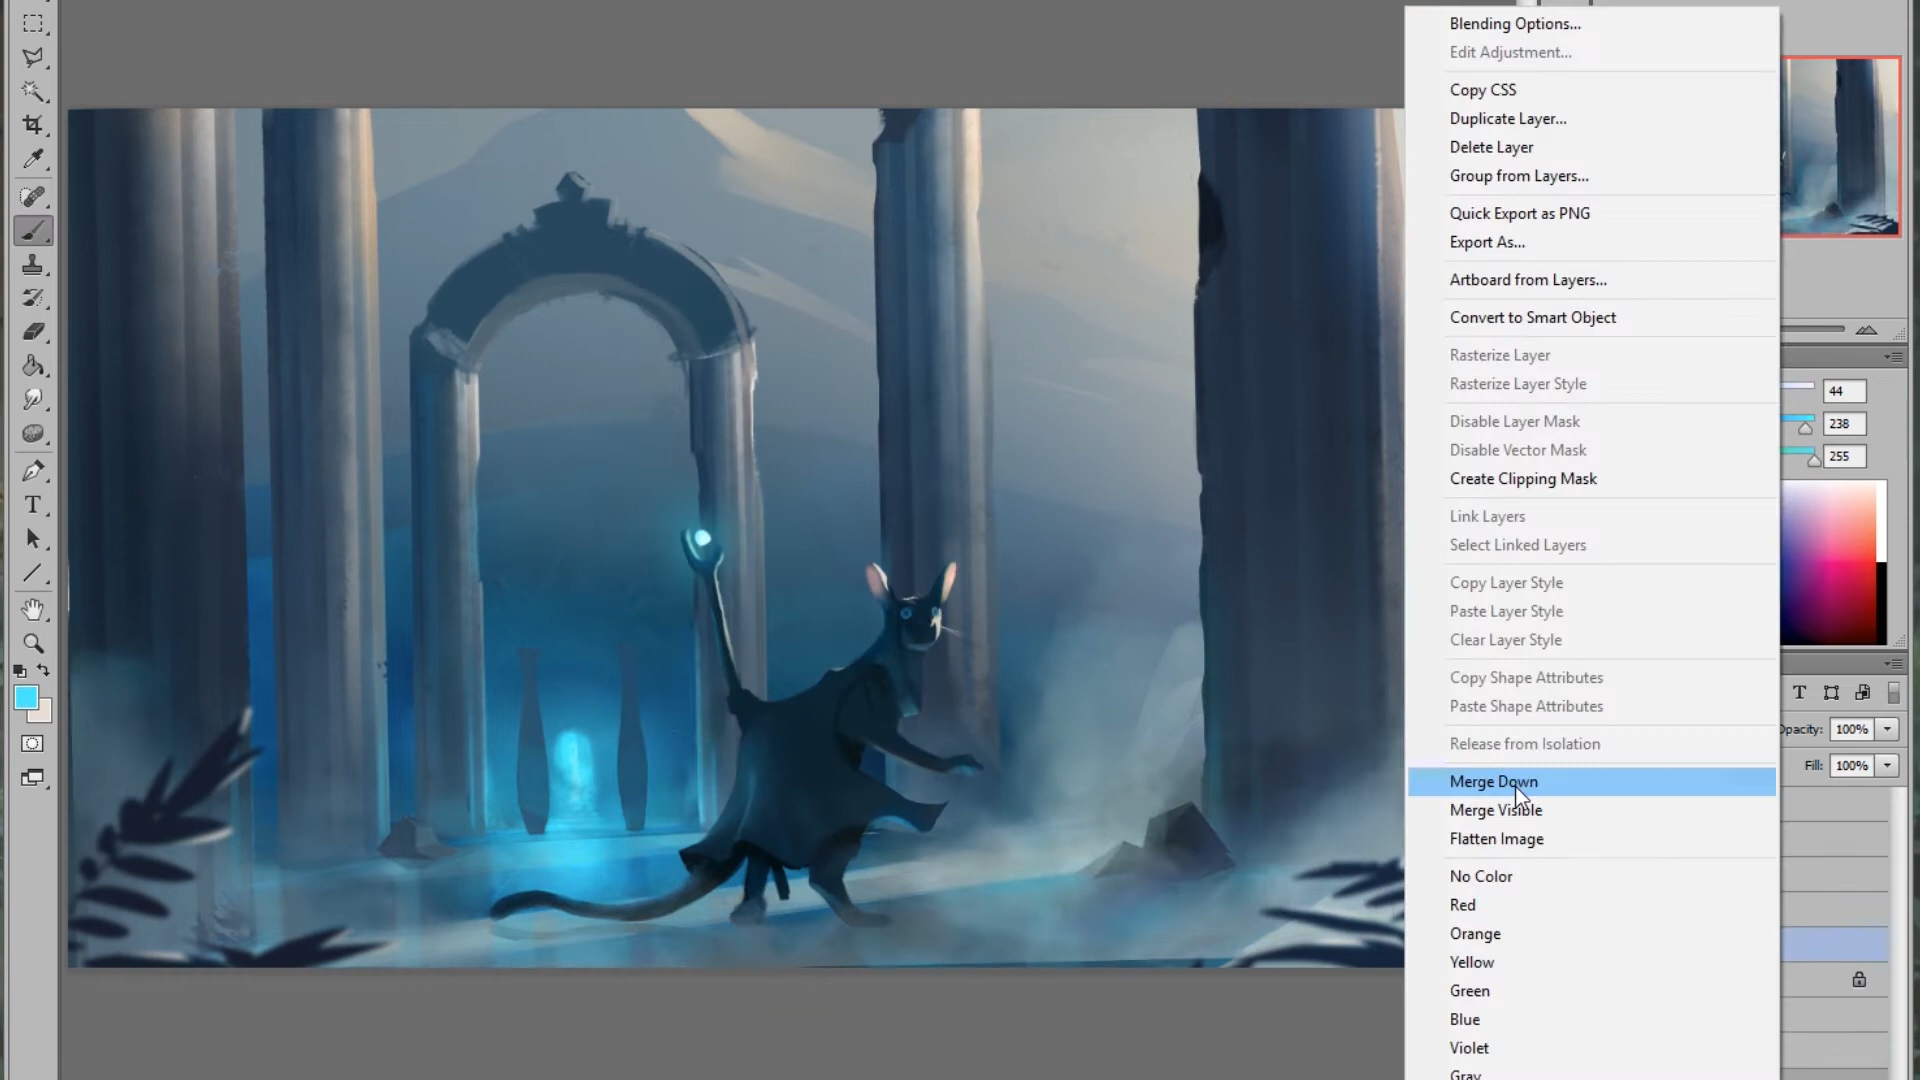 Blending Options...
Edit Adjustment...
Copy CSS
Duplicate Layer...
Delete Layer
Group from Layers...
Quick Export as PNG
Export As...
Artboard from Layers...
Convert to Smart Object
Rasterize Layer
Rasterize Layer Style
Disable Layer Mask
Disable Vector Mask
Create Clipping Mask
Link Layers
Select Linked Layers
Copy Layer Style
Paste Layer Style
Clear Layer Style
Copy Shape Attributes
Paste Shape Attributes
Release from Isolation
Merge Down
Merge Visible
Flatten Image
No Color
Red
Orange
Yellow
Green
Blue
Violet
Gray
44
238
255
Opacity: 100%
Fill: 100%